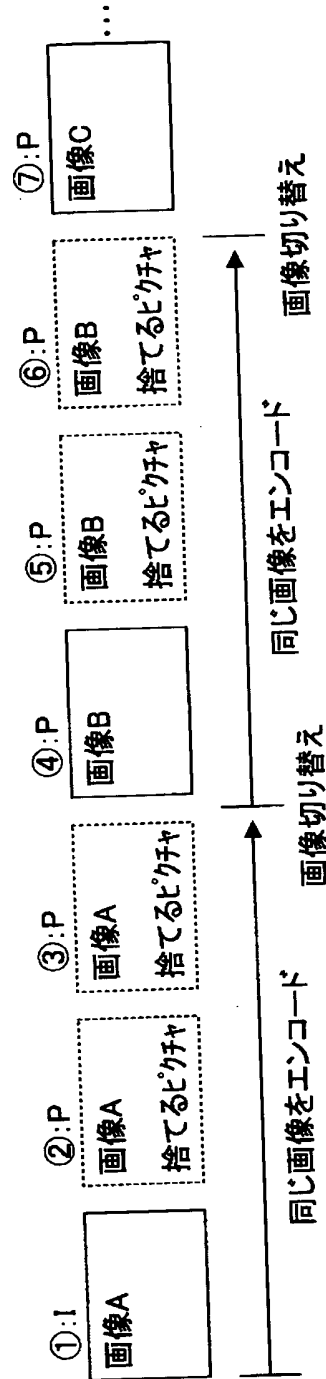 ①:I
画像A
②:P
画像A
捨てるピクチャ
③:P
画像A
捨てるピクチャ
④:P
画像B
⑤:P
画像B
捨てるピクチャ
⑥:P
画像B
捨てるピクチャ
⑦:P
画像C
…
同じ画像をエンコード
画像切り替え
同じ画像をエンコード
画像切り替え